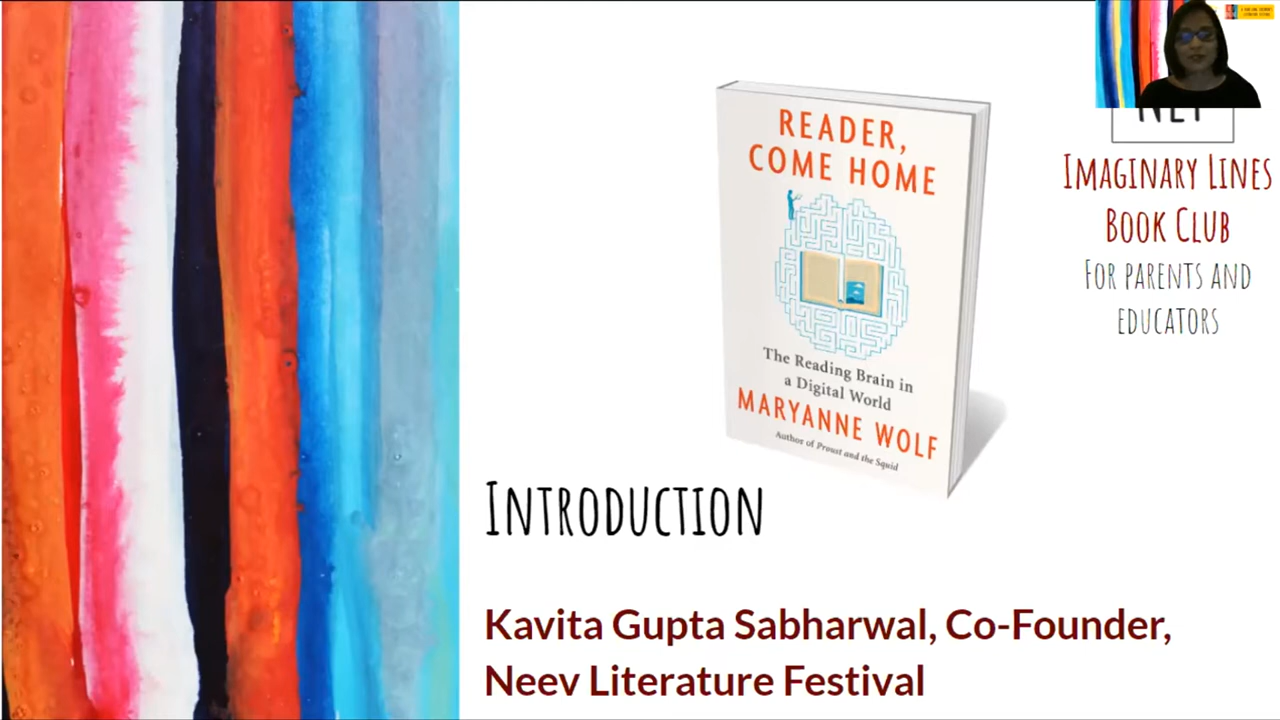 READER,
COME HOME
The Reading Brain in
a Digital World
MARYANNE WOLF
Author of Proust and the Squid
IMAGINARY LINES
BOOK CLUB
FOR PARENTS AND
EDUCATORS
INTRODUCTION
Kavita Gupta Sabharwal, Co-Founder,
Neev Literature Festival